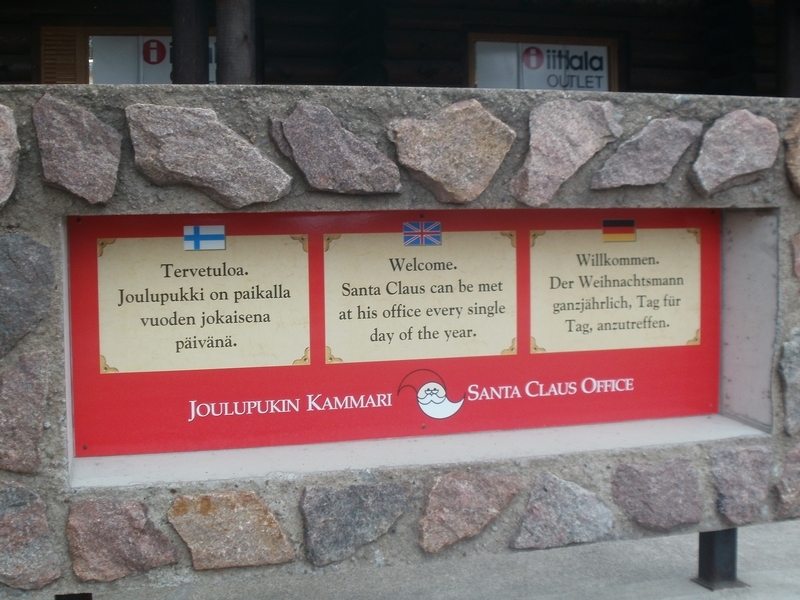 i iittala
OUTLET
Tervetuloa.
Joulupukki on paikalla
vuoden jokaisena
päivänä.
Welcome.
Santa Claus can be met
at his office every single
day of the year.
Willkommen.
Der Weihnachtsmann
ganzjährlich, Tag für
Tag, anzutreffen.
JOULUPUKIN KAMMARI
SANTA CLAUS OFFICE